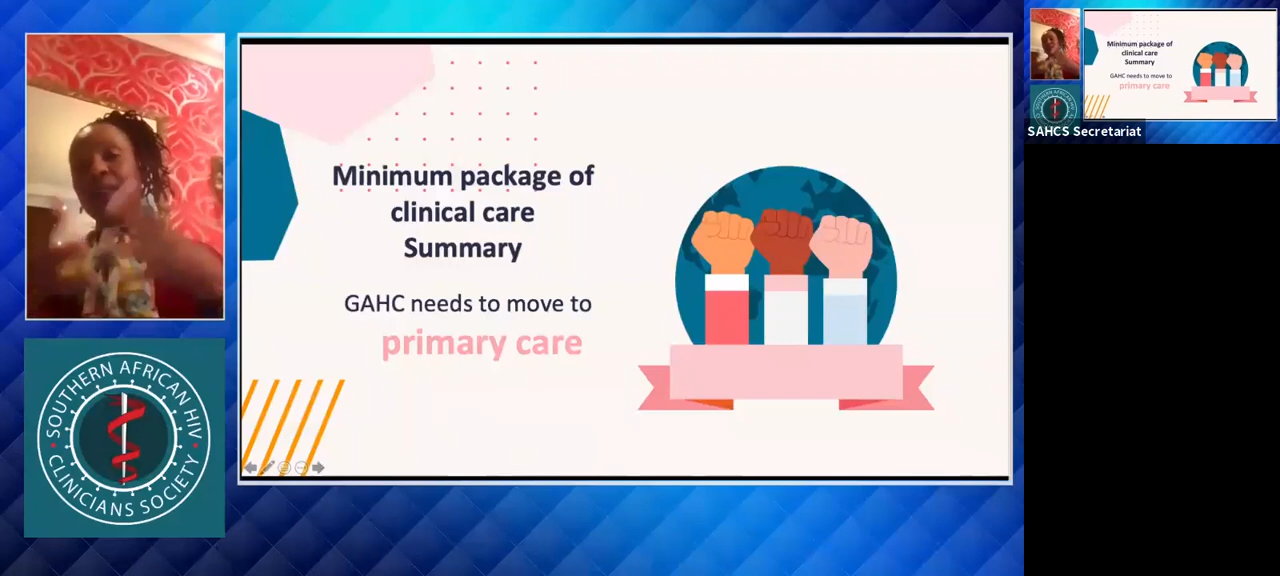 Minimum package of
clinical care
Summary
GAHC needs to move to
primary care
SOUTHERN AFRICAN HIV
CLINICIANS SOCIETY
Minimum package of
clinical care
Summary
GAHC needs to move to
primary care
SAHCS Secretariat